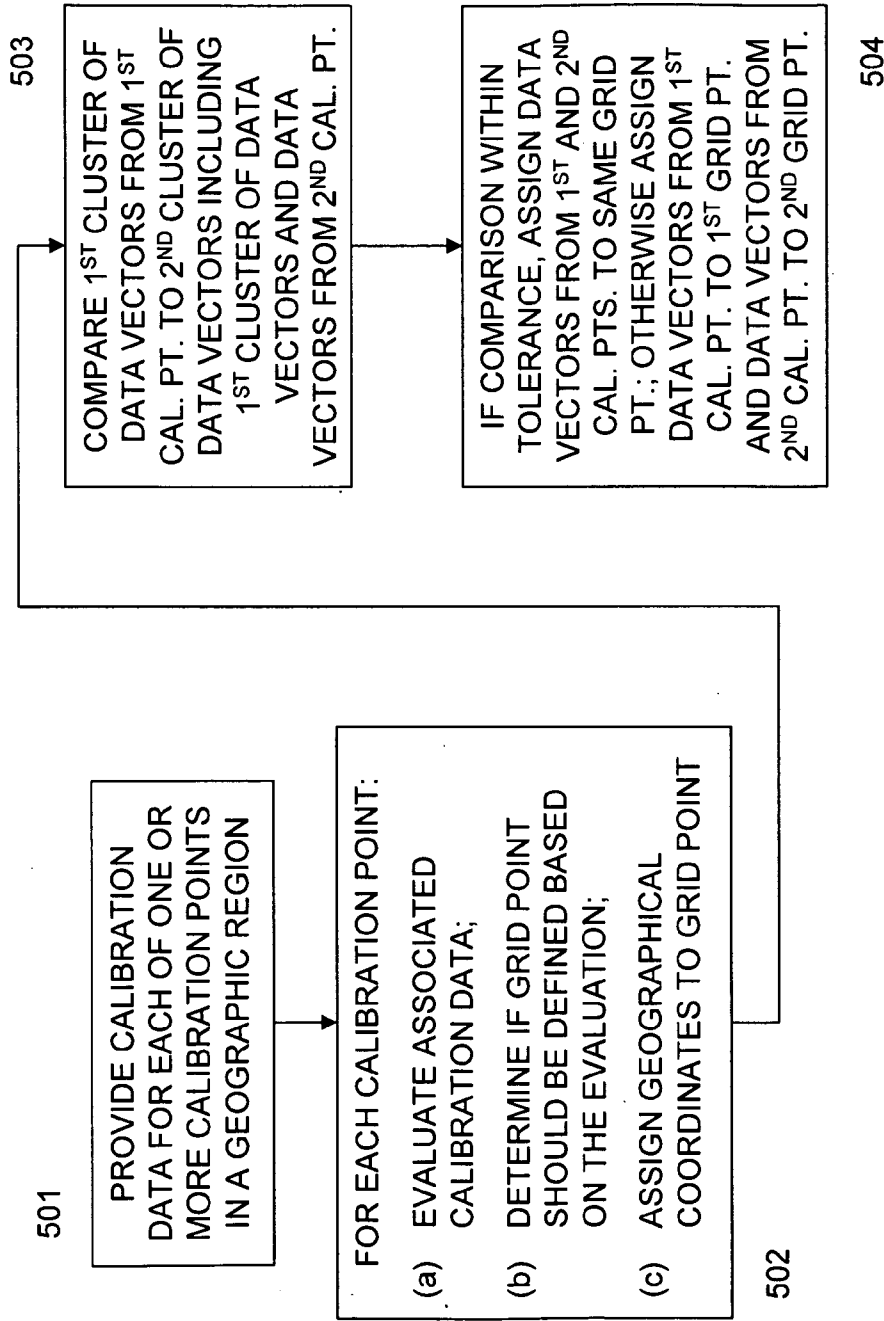 501
PROVIDE CALIBRATION
DATA FOR EACH OF ONE OR
MORE CALIBRATION POINTS
IN A GEOGRAPHIC REGION
FOR EACH CALIBRATION POINT:
(a) EVALUATE ASSOCIATED
CALIBRATION DATA;
(b) DETERMINE IF GRID POINT
SHOULD BE DEFINED BASED
ON THE EVALUATION;
(c) ASSIGN GEOGRAPHICAL
COORDINATES TO GRID POINT
502
503
COMPARE 1ST CLUSTER OF
DATA VECTORS FROM 1ST
CAL. PT. TO 2ND CLUSTER OF
DATA VECTORS INCLUDING
1ST CLUSTER OF DATA
VECTORS AND DATA
VECTORS FROM 2ND CAL. PT.
IF COMPARISON WITHIN
TOLERANCE, ASSIGN DATA
VECTORS FROM 1ST AND 2ND
CAL. PTS. TO SAME GRID
PT.; OTHERWISE ASSIGN
DATA VECTORS FROM 1ST
CAL. PT. TO 1ST GRID PT.
AND DATA VECTORS FROM
2ND CAL. PT. TO 2ND GRID PT.
504